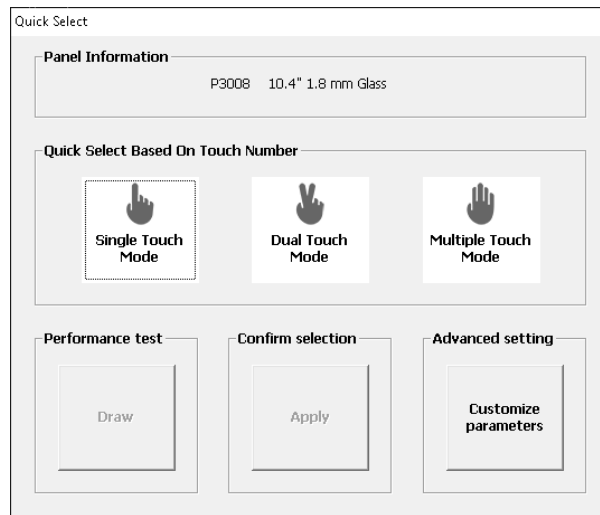 Quick Select
Panel Information
P3008 10.4" 1.8 mm Glass
Quick Select Based On Touch Number
Single Touch
Mode
Dual Touch
Mode
Multiple Touch
Mode
Performance test
Draw
Confirm selection
Apply
Advanced setting
Customize
parameters